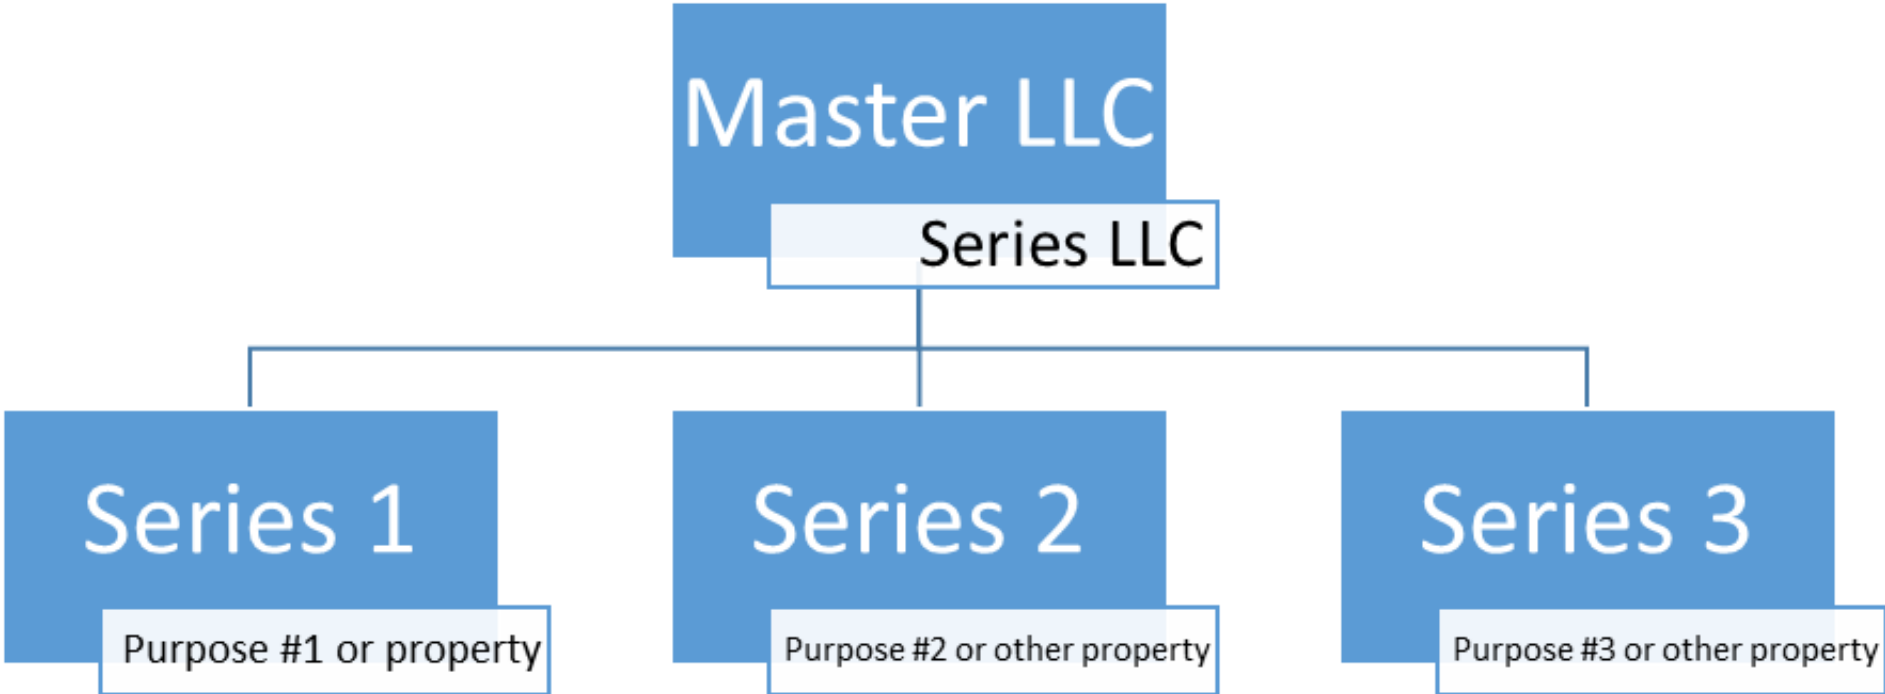 Master LLC
Series LLC
Series 1
Purpose #1 or property
Series 2
Purpose #2 or other property
Series 3
Purpose #3 or other property